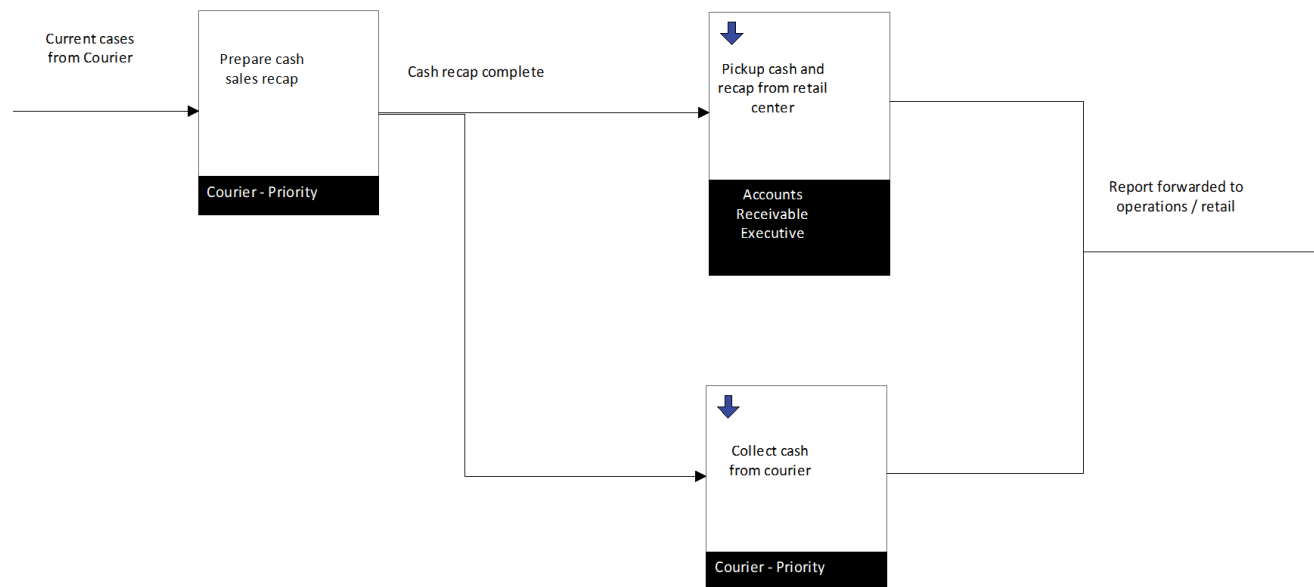 Current cases
from Courier
Prepare cash
sales recap
Courier - Priority
Cash recap complete
Pickup cash and
recap from retail
center
Accounts
Receivable
Executive
Report forwarded to
operations / retail
Collect cash
from courier
Courier - Priority